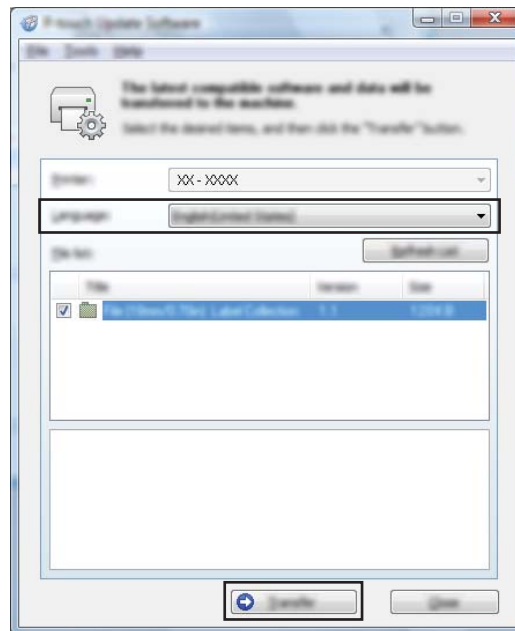 P-touch Update Software
File Tools Help
The latest compatible software and data will be
transferred to the machine.
Select the desired items, and then click the "Transfer" button.
Printer: XX - XXXX
Language: English(United States)
File list: Refresh List
Title Version Size
Label Collection 1.1
Transfer Close